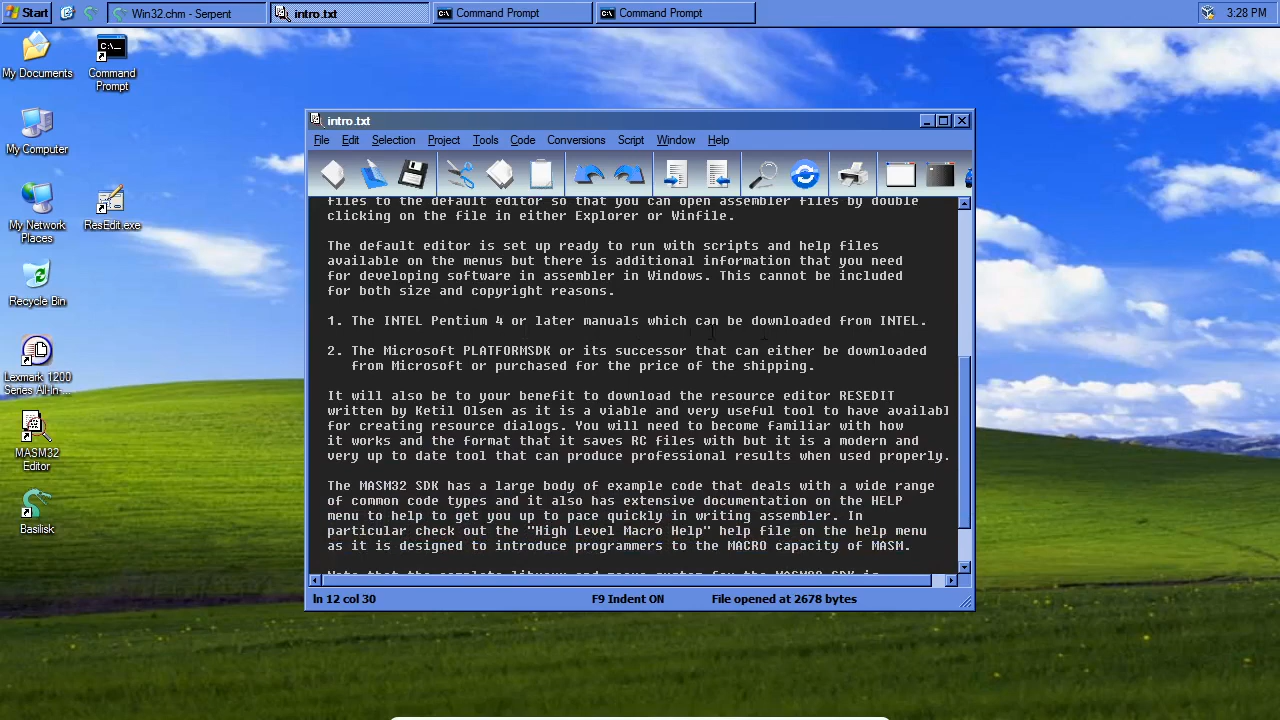 Start
Win32.chm - Serpent
intro.txt
Command Prompt
Command Prompt
3:28 PM
My Documents
Command
Prompt
My Computer
My Network
Places
ResEdit.exe
Recycle Bin
Lexmark 1200
Series All-In-...
MASM32
Editor
Basilisk
intro.txt
File Edit Selection Project Tools Code Conversions Script Window Help
files to the default editor so that you can open assembler files by double
clicking on the file in either Explorer or Winfile.
The default editor is set up ready to run with scripts and help files
available on the menus but there is additional information that you need
for developing software in assembler in Windows. This cannot be included
for both size and copyright reasons.
1. The INTEL Pentium 4 or later manuals which can be downloaded from INTEL.
2. The Microsoft PLATFORMSDK or its successor that can either be downloaded
from Microsoft or purchased for the price of the shipping.
It will also be to your benefit to download the resource editor RESEDIT
written by Ketil Olsen as it is a viable and very useful tool to have availabl
for creating resource dialogs. You will need to become familiar with how
it works and the format that it saves RC files with but it is a modern and
very up to date tool that can produce professional results when used properly.
The MASM32 SDK has a large body of example code that deals with a wide range
of common code types and it also has extensive documentation on the HELP
menu to help to get you up to pace quickly in writing assembler. In
particular check out the "High Level Macro Help" help file on the help menu
as it is designed to introduce programmers to the MACRO capacity of MASM.
Ln 12 col 30
F9 Indent ON
File opened at 2678 bytes